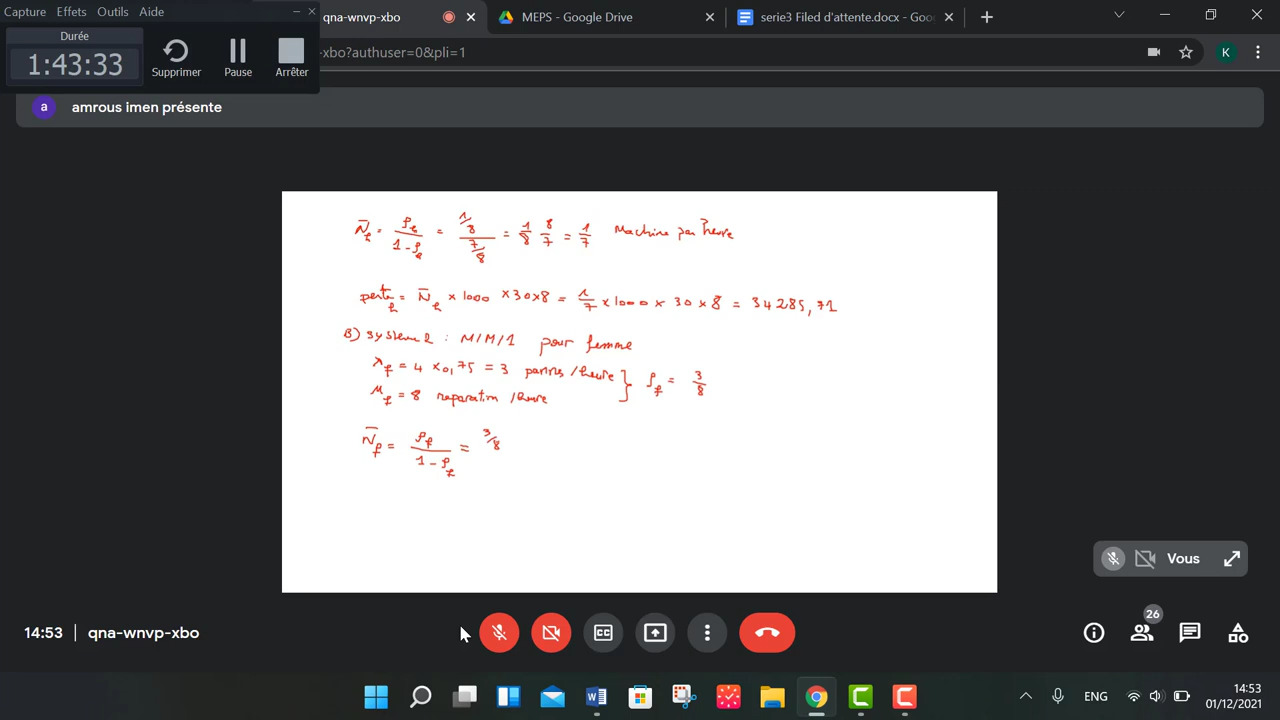 Capture Effets Outils Aide
Durée
1:43:33
Supprimer Pause Arrêter
qna-wnvp-xbo
MEPS - Google Drive
serie3 Filed d'attente.docx - Goo
xbo?authuser=0&pli=1
K
a amrous imen présente
N̄h = ρh / (1 - ρh) = (1/8) / (7/8) = 1/8 8/7 = 1/7 Machine par heure
perte h = N̄h × 1000 × 30 × 8 = 1/7 × 1000 × 30 × 8 = 34285,71
B) système 2 : M/M/1 pour femme
λf = 4 × 0,75 = 3 pannes /heure
μf = 8 reparation /heure } ρf = 3/8
N̄f = ρf / (1 - ρf) = 3/8
Vous
26
14:53 | qna-wnvp-xbo
CC
ENG
14:53
01/12/2021